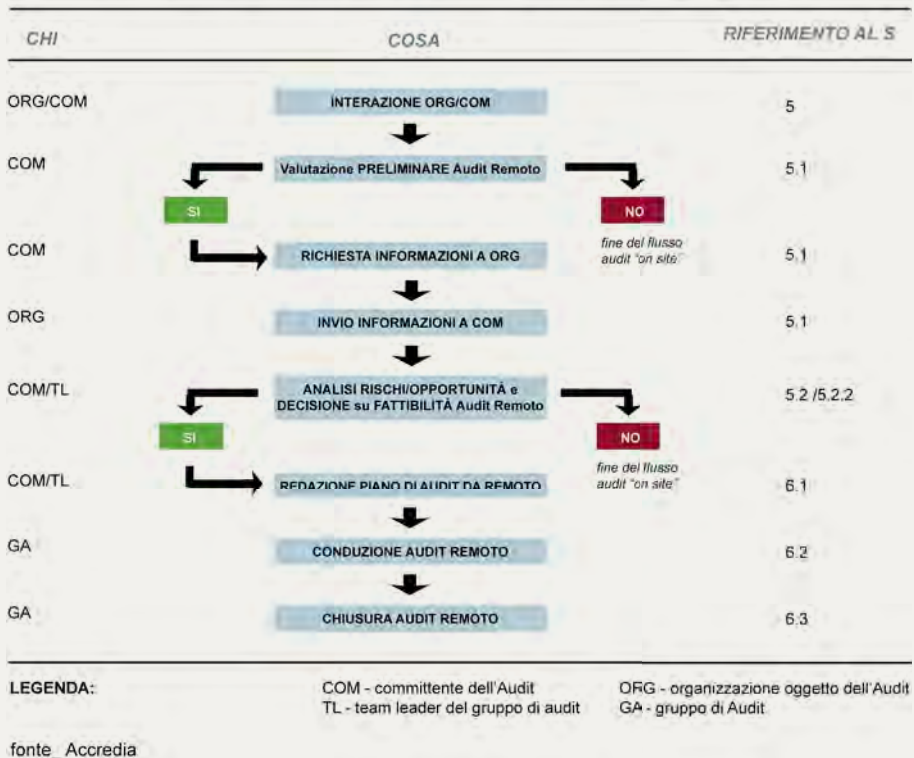 CHI COSA RIFERIMENTO AL S
ORG/COM INTERAZIONE ORG/COM 5
COM Valutazione PRELIMINARE Audit Remoto 5.1
SI NO
fine del flusso
audit "on site"
COM RICHIESTA INFORMAZIONI A ORG 5.1
ORG INVIO INFORMAZIONI A COM 5.1
COM/TL ANALISI RISCHI/OPPORTUNITÀ e
DECISIONE su FATTIBILITÀ Audit Remoto 5.2 /5.2.2
SI NO
fine del flusso
audit "on site"
COM/TL REDAZIONE PIANO DI AUDIT DA REMOTO 6.1
GA CONDUZIONE AUDIT REMOTO 6.2
GA CHIUSURA AUDIT REMOTO 6.3
LEGENDA: COM - committente dell'Audit ORG - organizzazione oggetto dell'Audit
TL - team leader del gruppo di audit GA - gruppo di Audit
fonte_ Accredia